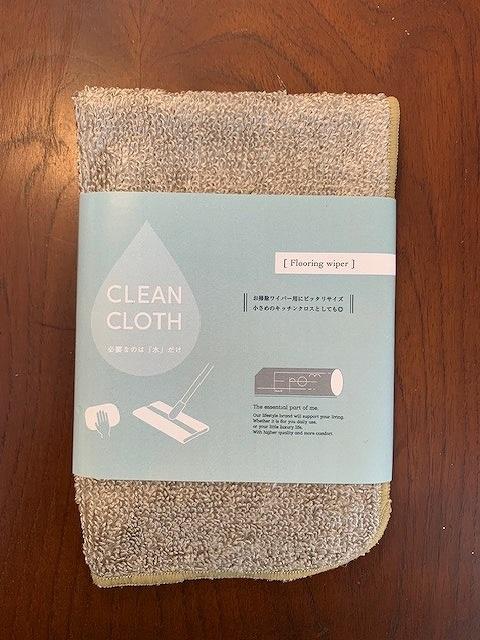 [ Flooring wiper ]
お掃除ワイパー用にピッタリサイズ
小さめのキッチンクロスとしても◎
CLEAN
CLOTH
必要なのは「水」だけ
The essential part of me.
Our lifestyle brand will support your living.
Whether it is for you daily use,
or your little luxury life.
With higher quality and more comfort.